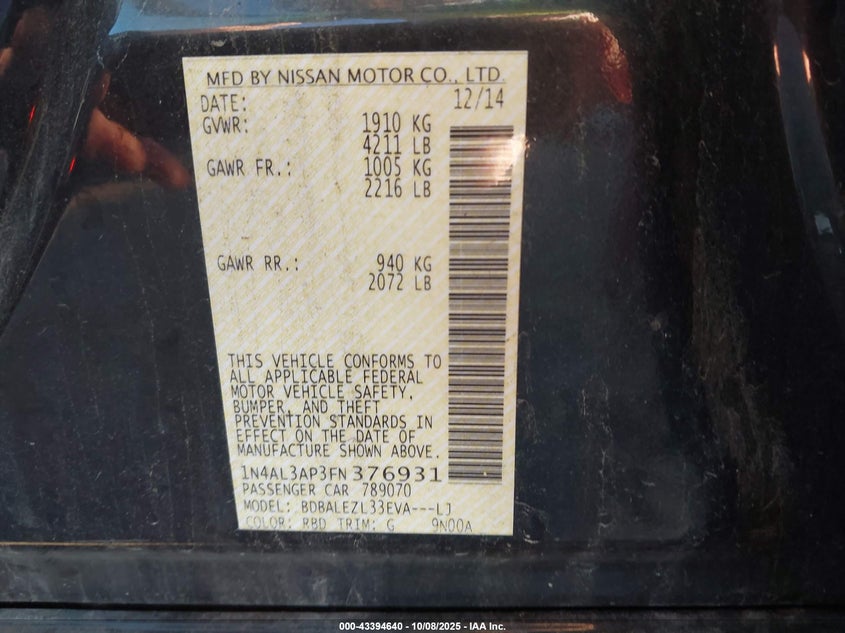 MFD BY NISSAN MOTOR CO., LTD.
DATE: 12/14
GVWR: 1910 KG
4211 LB
GAWR FR.: 1005 KG
2216 LB
GAWR RR.: 940 KG
2072 LB
THIS VEHICLE CONFORMS TO
ALL APPLICABLE FEDERAL
MOTOR VEHICLE SAFETY,
BUMPER, AND THEFT
PREVENTION STANDARDS IN
EFFECT ON THE DATE OF
MANUFACTURE SHOWN ABOVE.
1N4AL3AP3FN376931
PASSENGER CAR 789070
MODEL: BDBALEZL33EVA---LJ
COLOR: RBD TRIM: G 9N00A
000-43394640 - 10/08/2025 - IAA Inc.